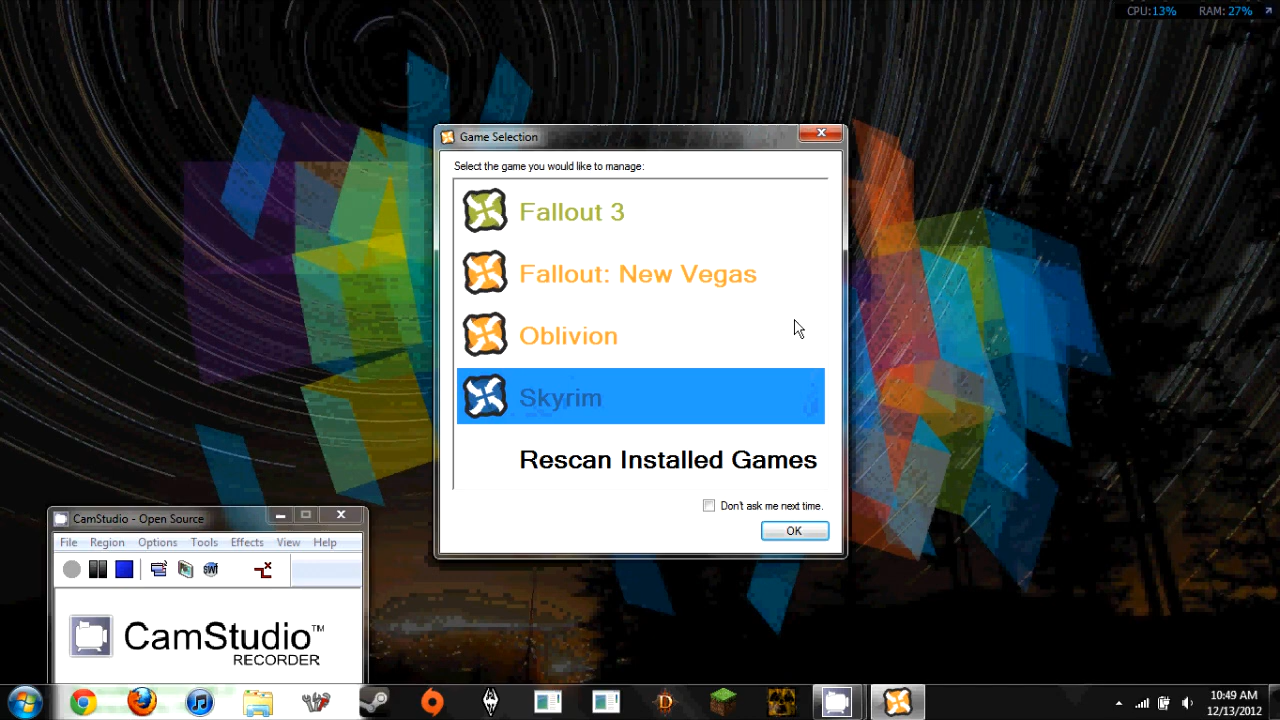 CPU:13% RAM:27%
Game Selection
Select the game you would like to manage:
Fallout 3
Fallout: New Vegas
Oblivion
Skyrim
Rescan Installed Games
Don't ask me next time.
OK
CamStudio - Open Source
File Region Options Tools Effects View Help
SWF
CamStudio™
RECORDER
10:49 AM
12/13/2012